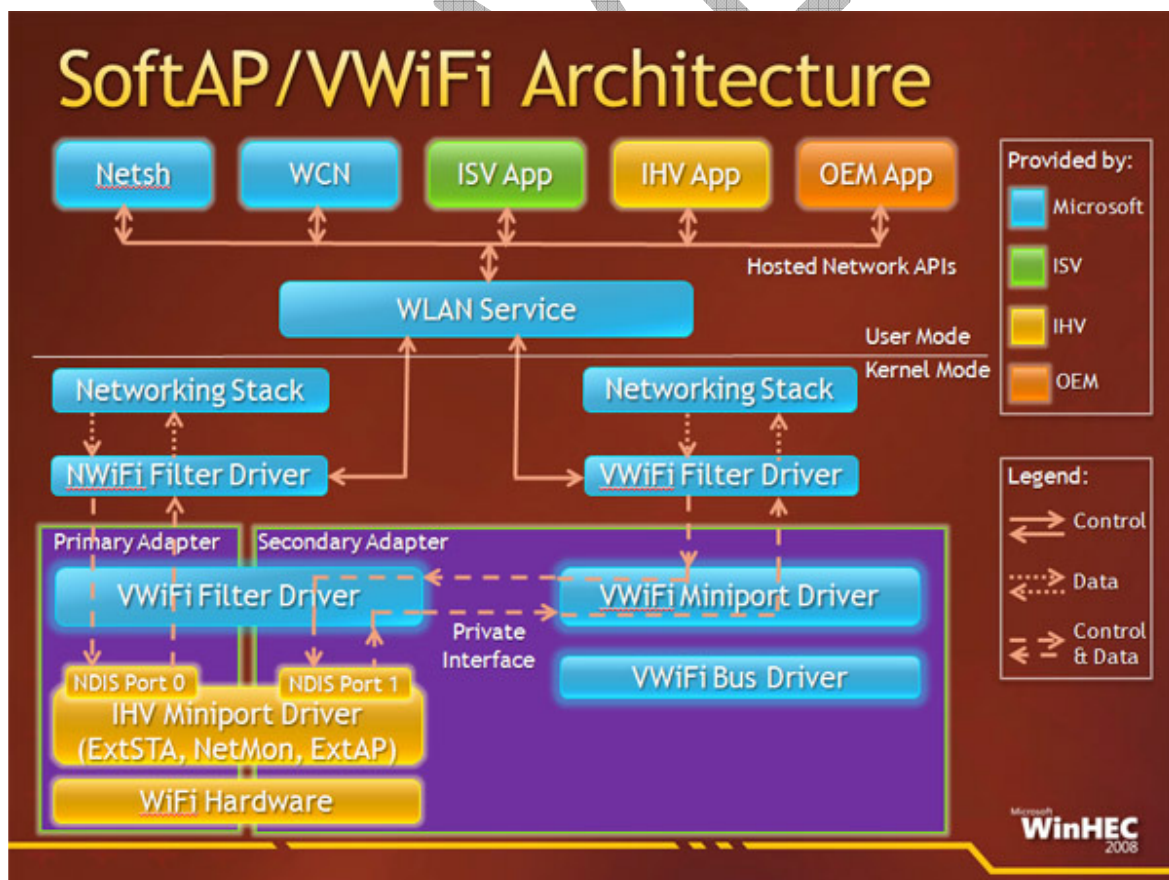 SoftAP/VWiFi Architecture
Netsh
WCN
ISV App
IHV App
OEM App
Hosted Network APIs
WLAN Service
User Mode
Kernel Mode
Networking Stack
Networking Stack
NWiFi Filter Driver
VWiFi Filter Driver
Primary Adapter
Secondary Adapter
VWiFi Filter Driver
VWiFi Miniport Driver
Private
Interface
NDIS Port 0
NDIS Port 1
VWiFi Bus Driver
IHV Miniport Driver
(ExtSTA, NetMon, ExtAP)
WiFi Hardware
Provided by:
Microsoft
ISV
IHV
OEM
Legend:
Control
Data
Control
& Data
Microsoft
WinHEC
2008